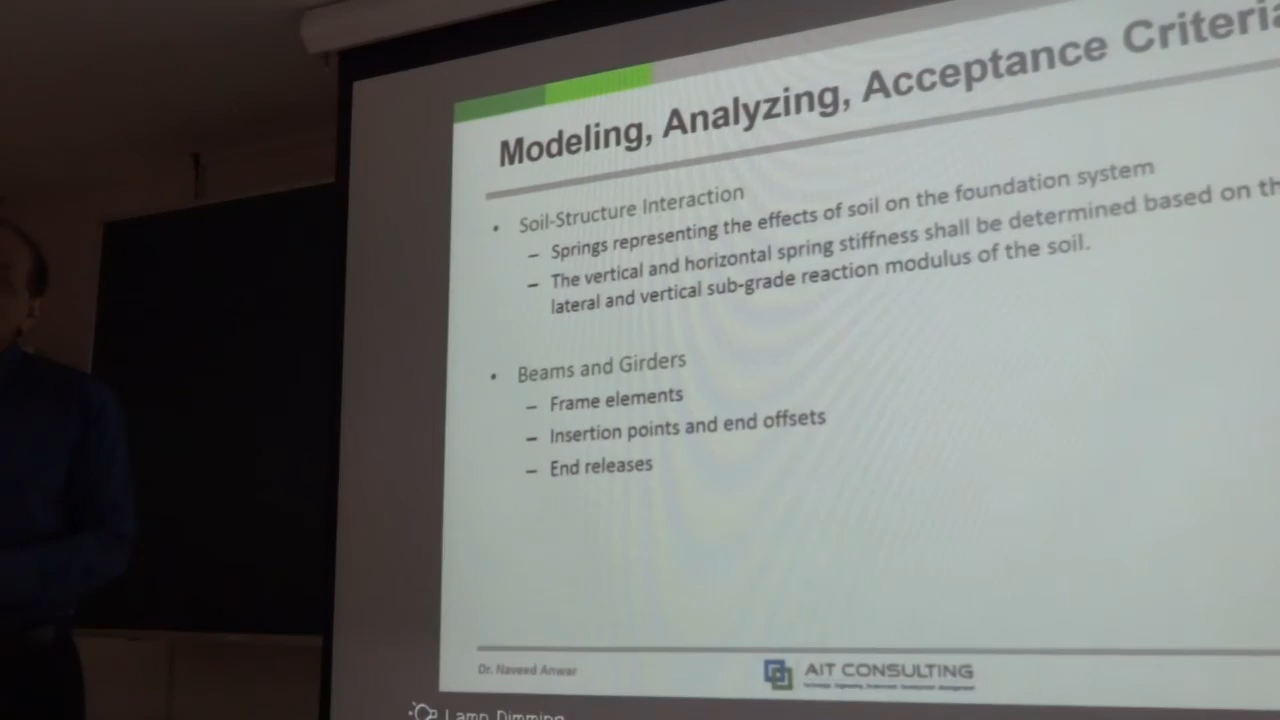 Modeling, Analyzing, Acceptance Criteria
• Soil-Structure Interaction
– Springs representing the effects of soil on the foundation system
– The vertical and horizontal spring stiffness shall be determined based on th
lateral and vertical sub-grade reaction modulus of the soil.
• Beams and Girders
– Frame elements
– Insertion points and end offsets
– End releases
Dr. Naveed Anwar
AIT CONSULTING
Lamp Dimming